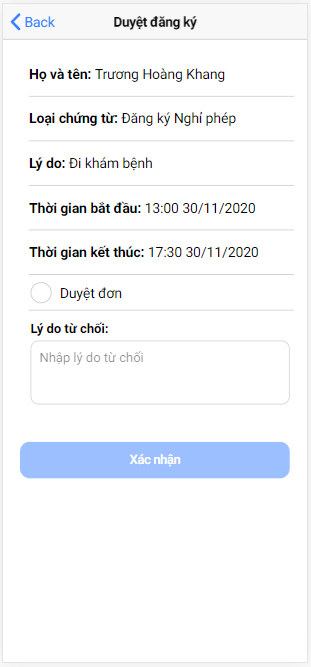 Back
Duyệt đăng ký
Họ và tên: Trương Hoàng Khang
Loại chứng từ: Đăng ký Nghỉ phép
Lý do: Đi khám bệnh
Thời gian bắt đầu: 13:00 30/11/2020
Thời gian kết thúc: 17:30 30/11/2020
Duyệt đơn
Lý do từ chối:
Nhập lý do từ chối
Xác nhận